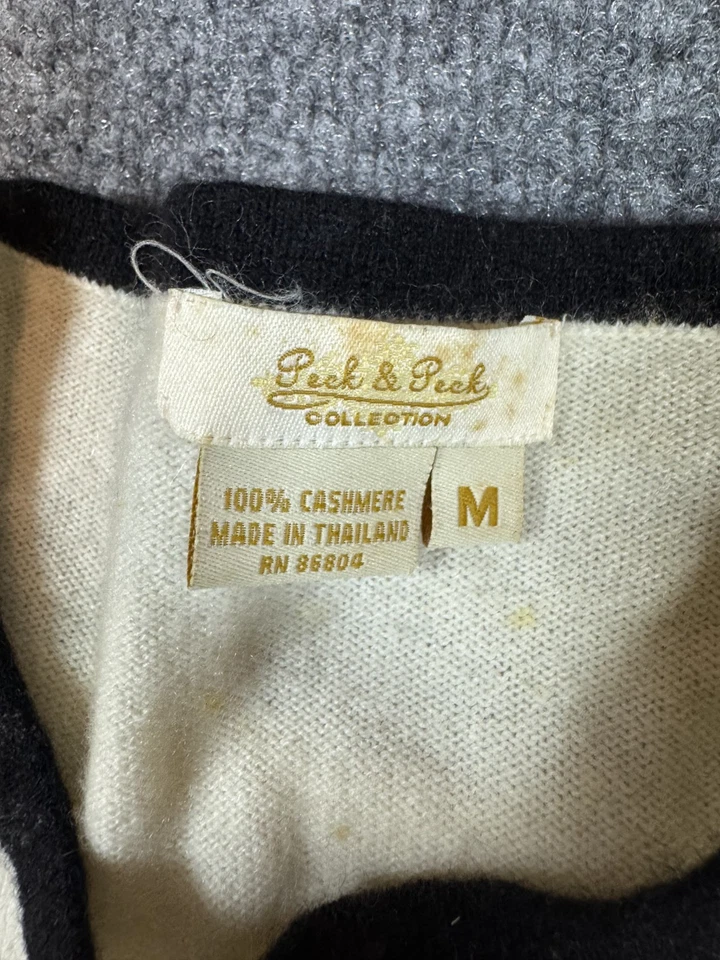 Peck & Peck
COLLECTION
100% CASHMERE
MADE IN THAILAND
RN 86804
M